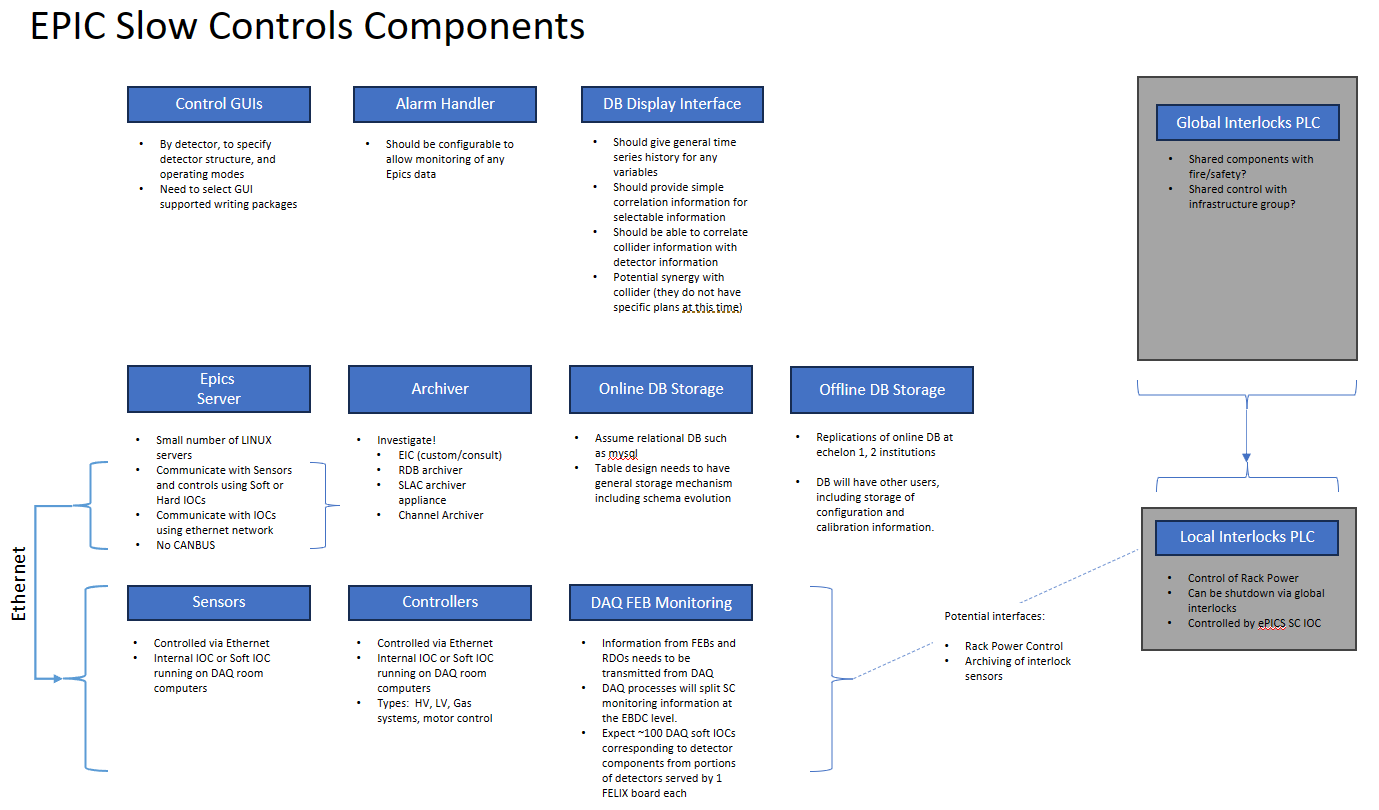 EPIC Slow Controls Components
Control GUIs
• By detector, to specify
detector structure, and
operating modes
• Need to select GUI
supported writing packages
Alarm Handler
• Should be configurable to
allow monitoring of any
Epics data
DB Display Interface
• Should give general time
series history for any
variables
• Should provide simple
correlation information for
selectable information
• Should be able to correlate
collider information with
detector information
• Potential synergy with
collider (they do not have
specific plans at this time)
Global Interlocks PLC
• Shared components with
fire/safety?
• Shared control with
infrastructure group?
Epics
Server
• Small number of LINUX
servers
• Communicate with Sensors
and controls using Soft or
Hard IOCs
• Communicate with IOCs
using ethernet network
• No CANBUS
Archiver
• Investigate!
• EIC (custom/consult)
• RDB archiver
• SLAC archiver
appliance
• Channel Archiver
Online DB Storage
• Assume relational DB such
as mysql
• Table design needs to have
general storage mechanism
including schema evolution
Offline DB Storage
• Replications of online DB at
echelon 1, 2 institutions
• DB will have other users,
including storage of
configuration and
calibration information.
Local Interlocks PLC
• Control of Rack Power
• Can be shutdown via global
interlocks
• Controlled by ePICS SC IOC
Ethernet
Sensors
• Controlled via Ethernet
• Internal IOC or Soft IOC
running on DAQ room
computers
Controllers
• Controlled via Ethernet
• Internal IOC or Soft IOC
running on DAQ room
computers
• Types: HV, LV, Gas
systems, motor control
DAQ FEB Monitoring
• Information from FEBs and
RDOs needs to be
transmitted from DAQ
• DAQ processes will split SC
monitoring information at
the EBDC level.
• Expect ~100 DAQ soft IOCs
corresponding to detector
components from portions
of detectors served by 1
FELIX board each
Potential interfaces:
• Rack Power Control
• Archiving of interlock
sensors